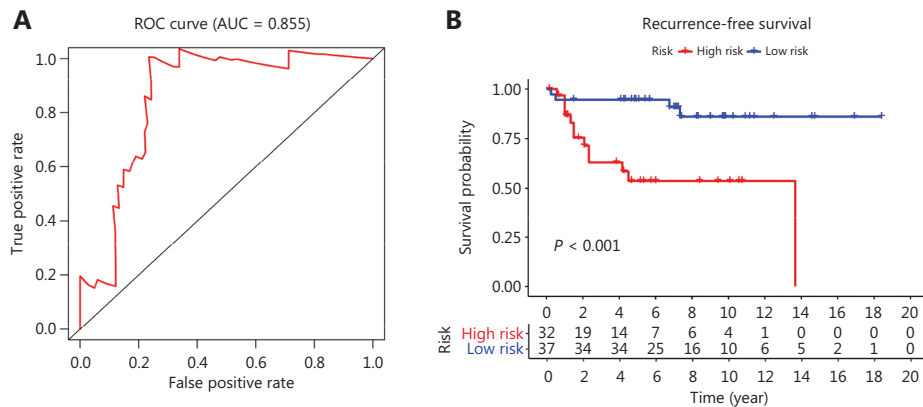 A
ROC curve (AUC = 0.855)
True positive rate
1.0
0.8
0.6
0.4
0.2
0.0
0.0 0.2 0.4 0.6 0.8 1.0
False positive rate
B
Recurrence-free survival
Risk High risk Low risk
Survival probability
1.00
0.75
0.50
0.25
0.00
P < 0.001
0 2 4 6 8 10 12 14 16 18 20
Risk
High risk 32 19 14 7 6 4 1 0 0 0 0
Low risk 37 34 34 25 16 10 6 5 2 1 0
0 2 4 6 8 10 12 14 16 18 20
Time (year)